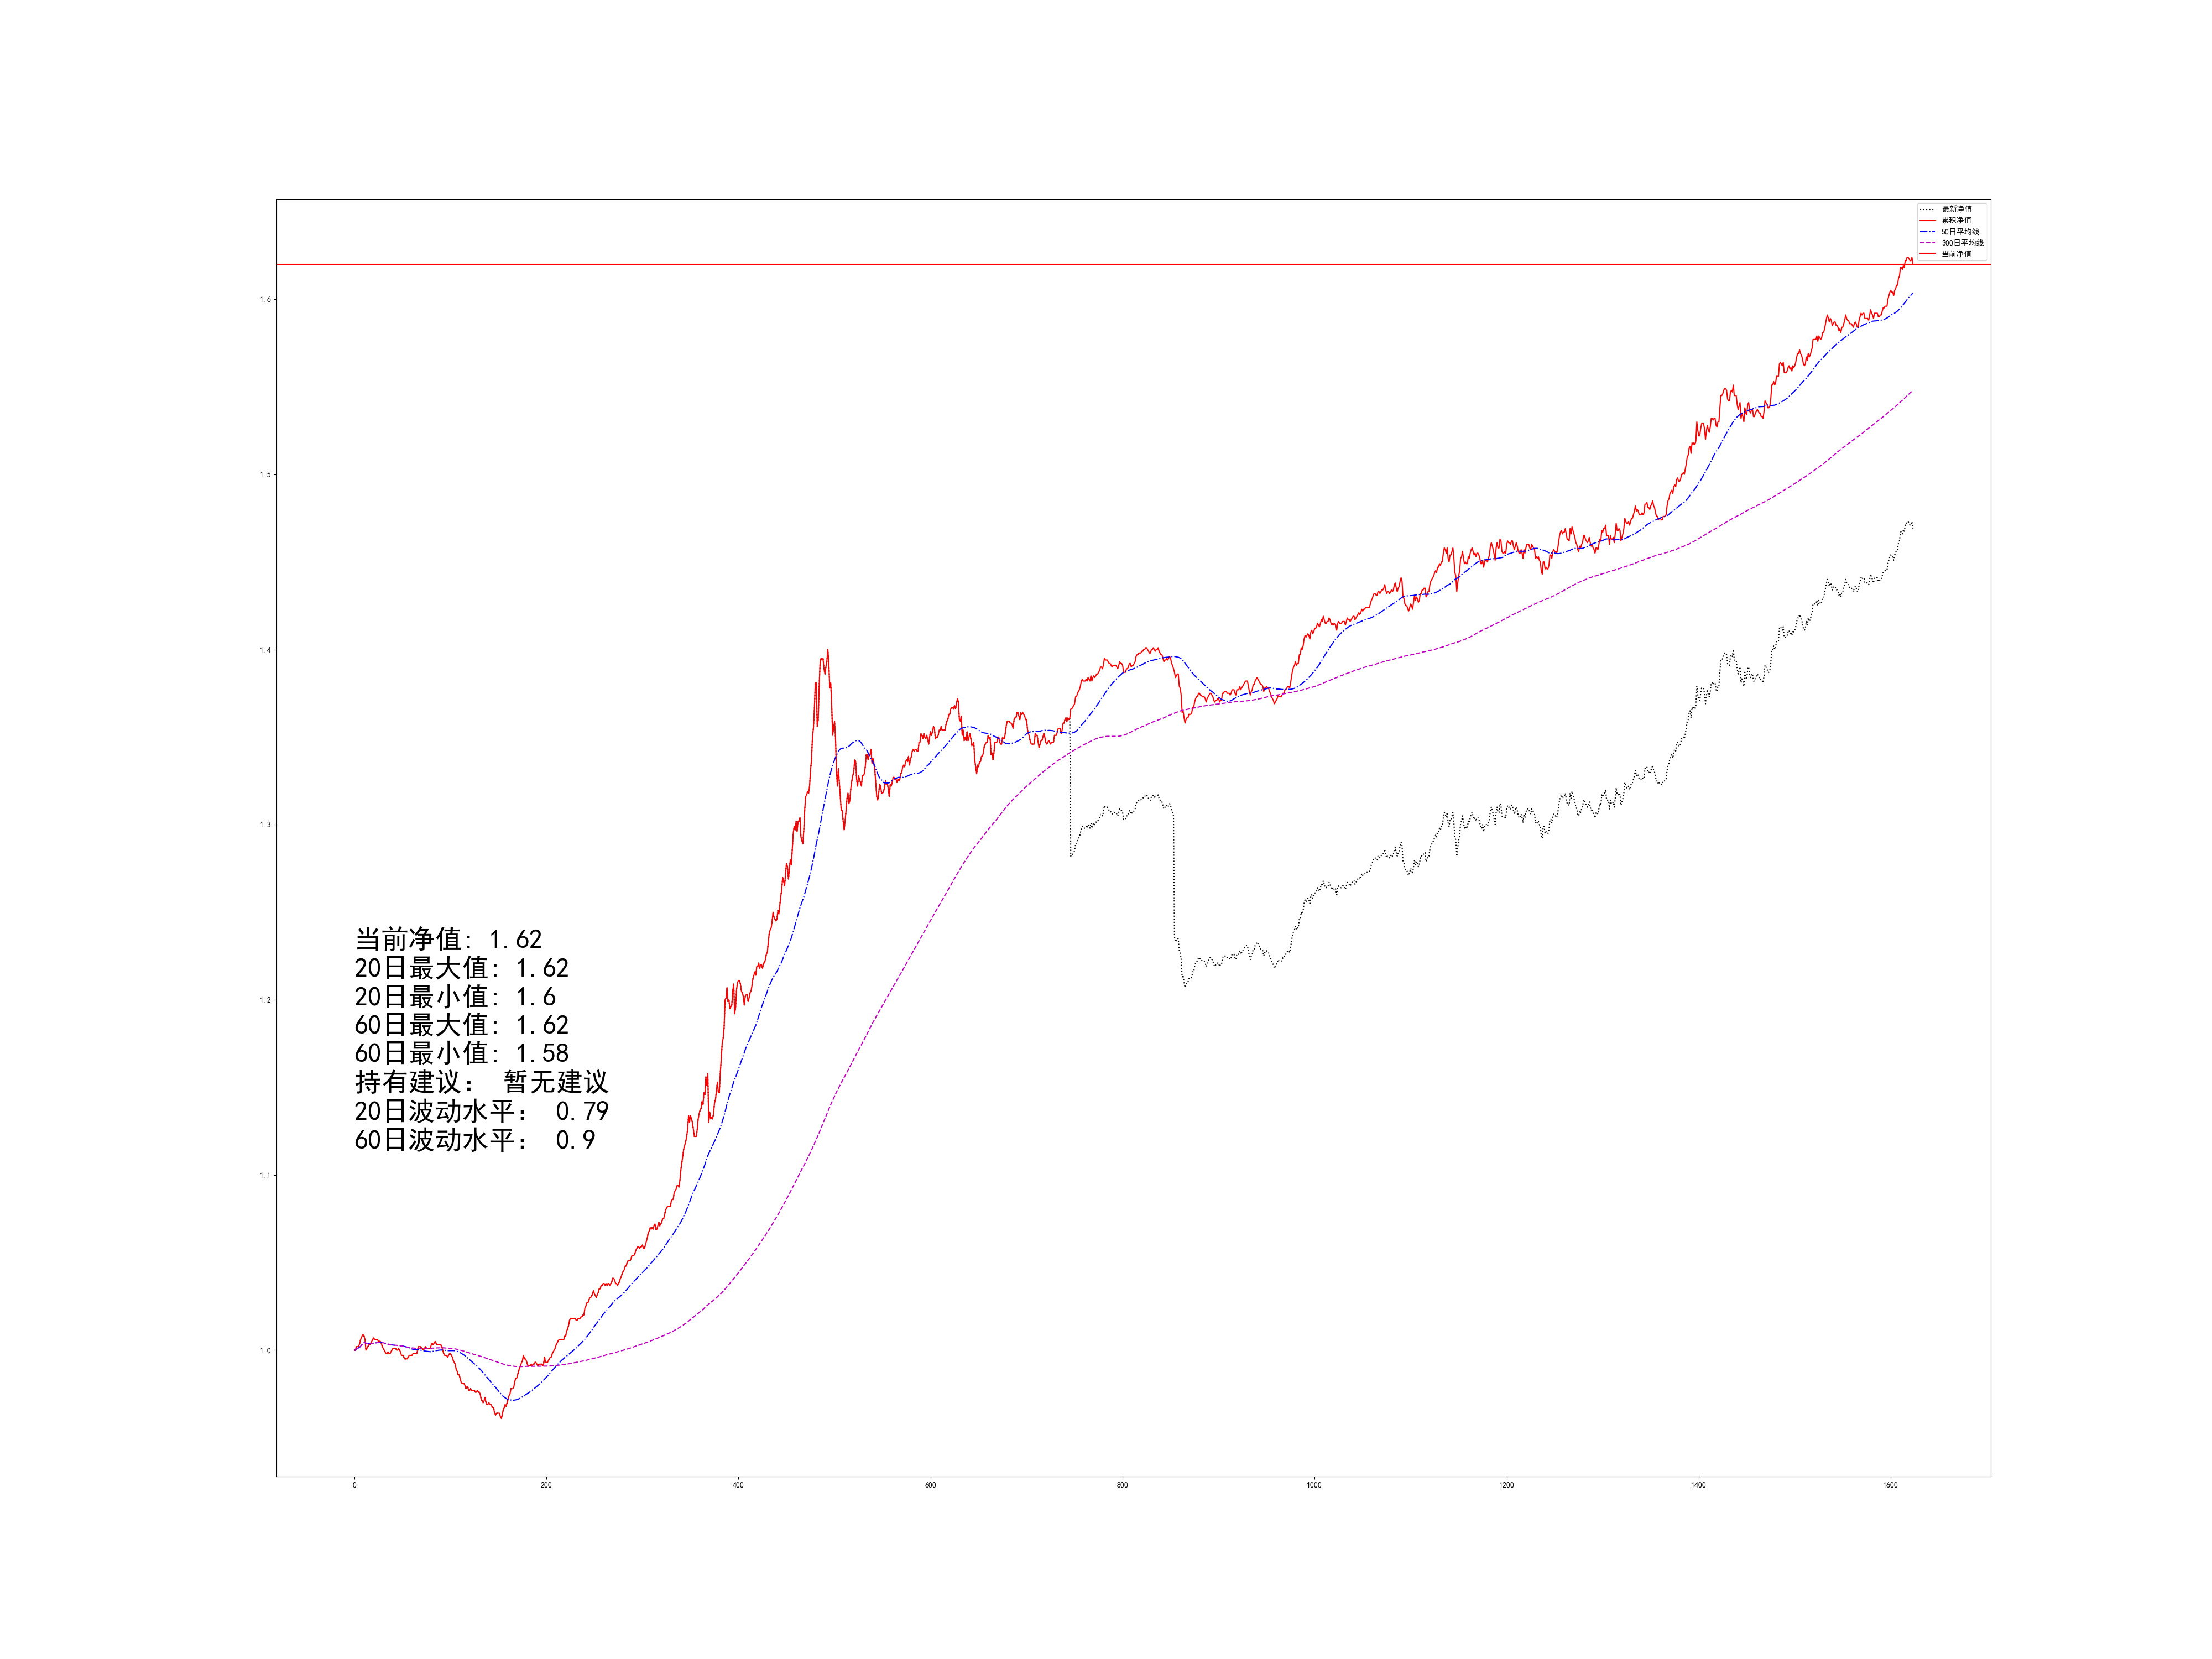 最新净值
累积净值
50日平均线
300日平均线
当前净值
1.6
1.5
1.4
1.3
1.2
1.1
1.0
当前净值: 1.62
20日最大值: 1.62
20日最小值: 1.6
60日最大值: 1.62
60日最小值: 1.58
持有建议： 暂无建议
20日波动水平： 0.79
60日波动水平： 0.9
0 200 400 600 800 1000 1200 1400 1600